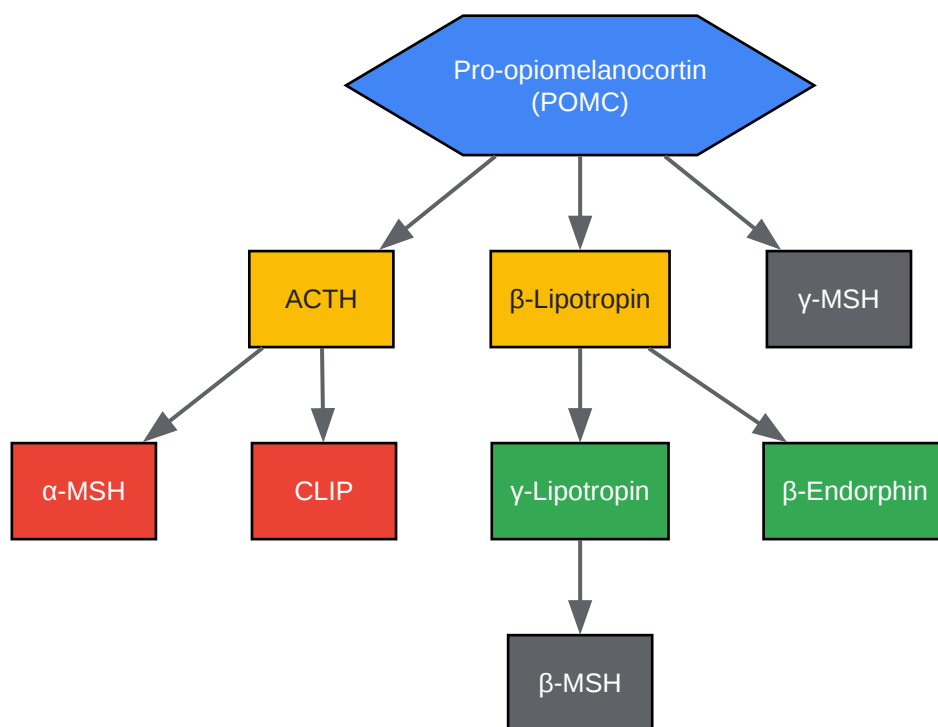 Pro-opiomelanocortin
(POMC)
ACTH
β-Lipotropin
γ-MSH
α-MSH
CLIP
γ-Lipotropin
β-Endorphin
β-MSH